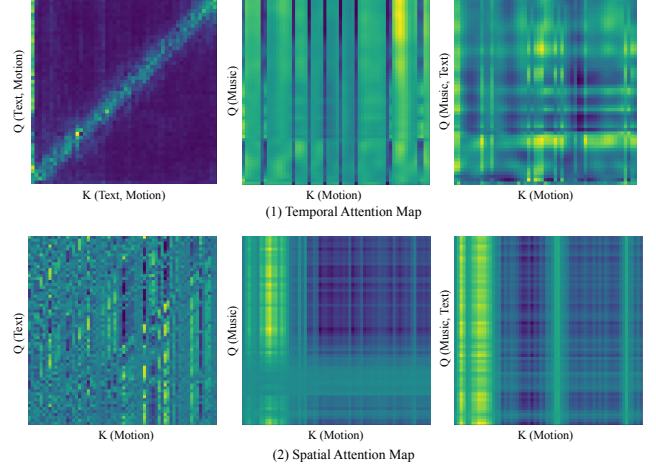 Q (Text, Motion)
Q (Music)
Q (Music, Text)
K (Text, Motion)
K (Motion)
K (Motion)
(1) Temporal Attention Map
Q (Text)
Q (Music)
Q (Music, Text)
K (Motion)
K (Motion)
K (Motion)
(2) Spatial Attention Map